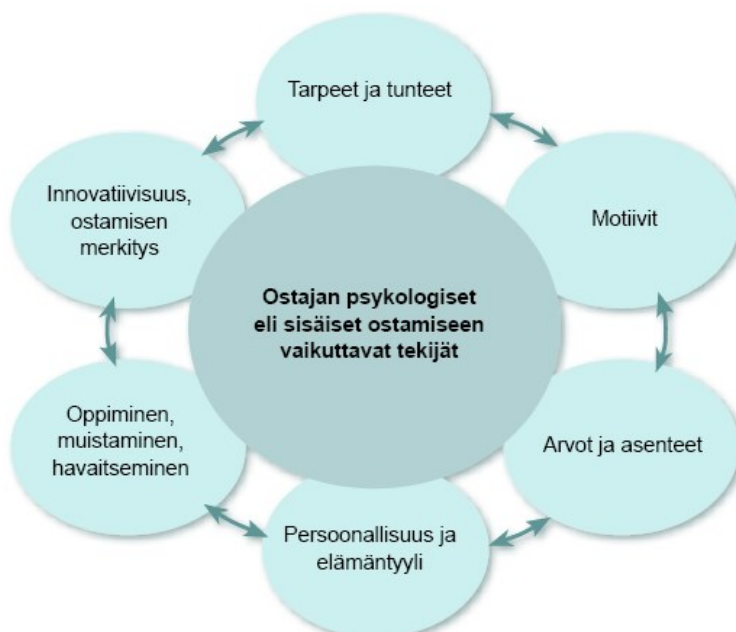 Tarpeet ja tunteet
Innovatiivisuus,
ostamisen
merkitys
Motiivit
Ostajan psykologiset
eli sisäiset ostamiseen
vaikuttavat tekijät
Oppiminen,
muistaminen,
havaitseminen
Arvot ja asenteet
Persoonallisuus ja
elämäntyyli